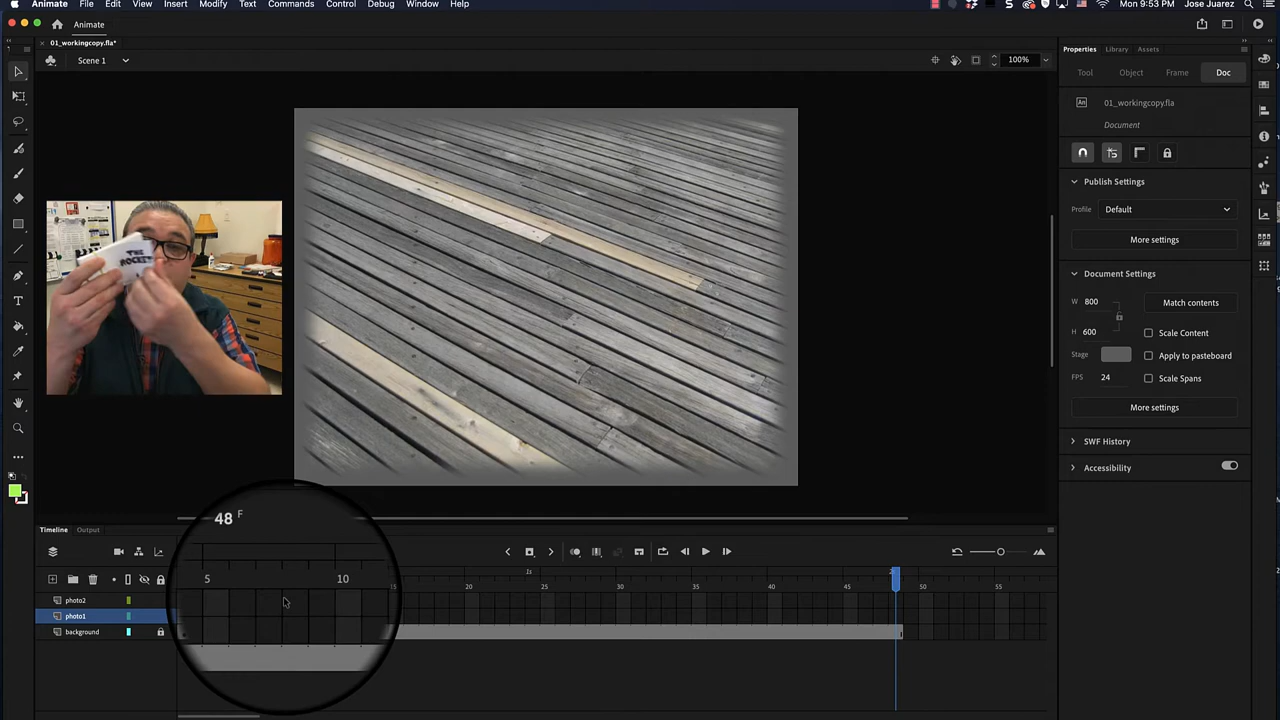 Animate File Edit View Insert Modify Text Commands Control Debug Window Help Mon 9:53 PM Jose Juarez
Animate
01_workingcopy.fla*
Scene 1 100%
THE
ROCKET
Properties Library Assets
Tool Object Frame Doc
01_workingcopy.fla
Document
Publish Settings
Profile Default
More settings
Document Settings
W 800 Match contents
H 600 Scale Content
Stage Apply to pasteboard
FPS 24 Scale Spans
More settings
SWF History
Accessibility
48 F
Timeline Output
1s
5 10 15 20 25 30 35 40 45 50 55
photo2
photo1
background